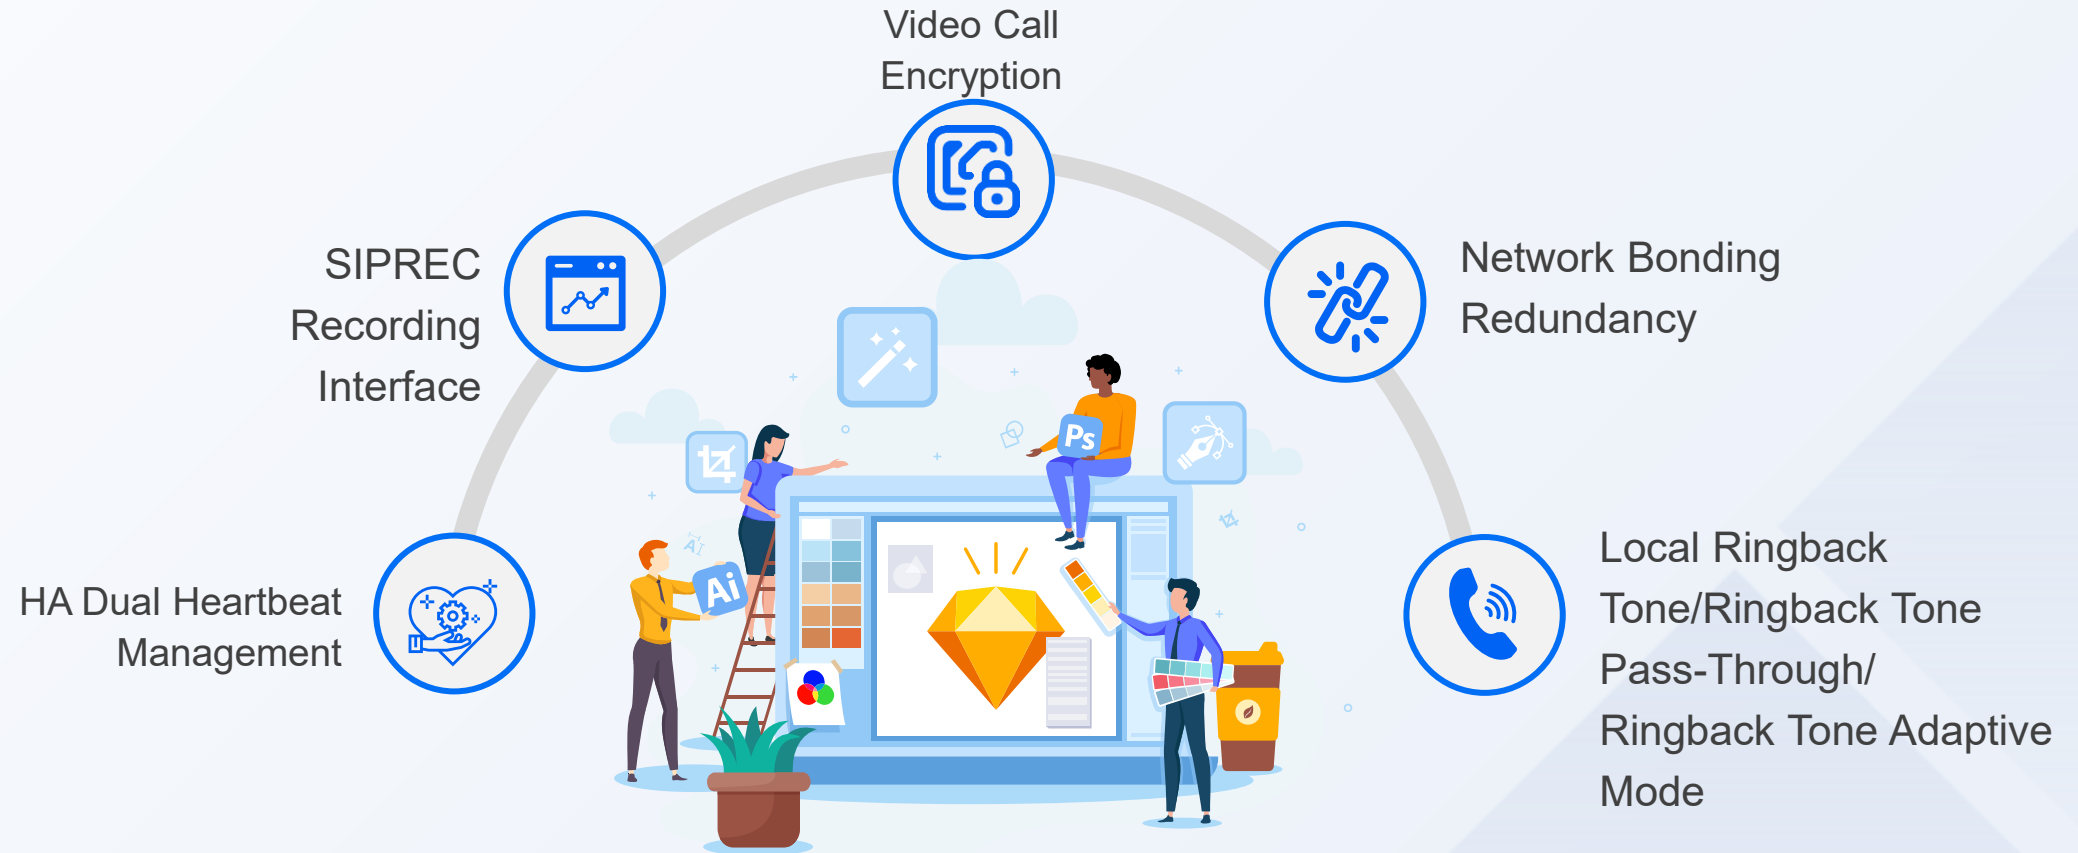 Video Call
Encryption
SIPREC
Recording
Interface
Network Bonding
Redundancy
HA Dual Heartbeat
Management
Local Ringback
Tone/Ringback Tone
Pass-Through/
Ringback Tone Adaptive
Mode
Ps
Ai
AI